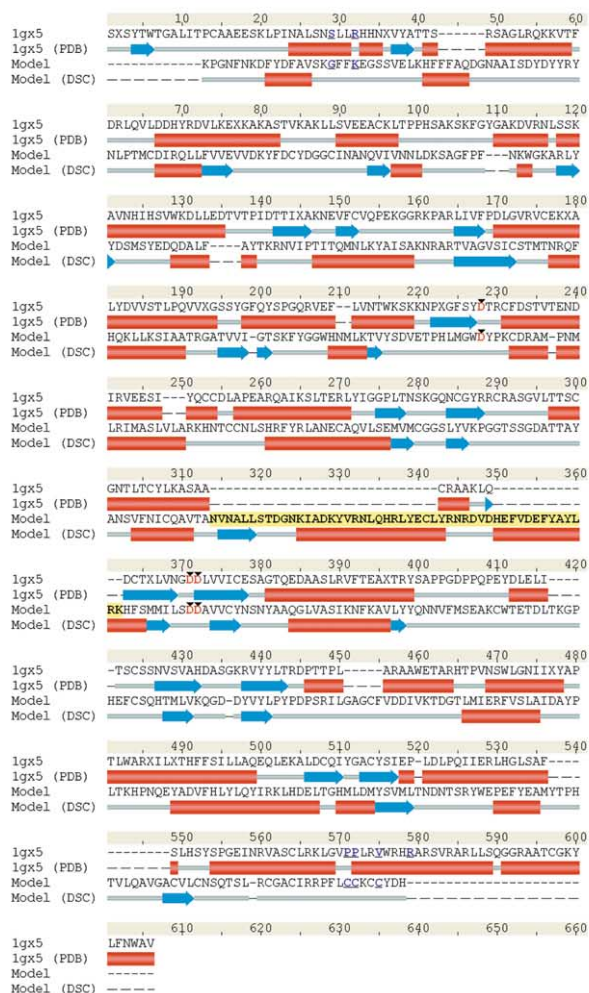 1gx5 SXSYTWTGALITPCAAEESKLPINALSNSLLRHHNXVYATTS------RSAGLRQKKVTF
1gx5 (PDB)
Model ------------KPGNFNKDFYDFAVSKGFFKEGSSVELKHFFFAQDGNAAISDYDYYRY
Model (DSC)
10 20 30 40 50 60
1gx5 DRLQVLDDHYRDVLKEXKAKASTVKAKLLSVEEACKLTPPHSAKSKFGYGAKDVRNLSSK
1gx5 (PDB)
Model NLPTMCDIRQLLFVVEVVDKYFDCYDGGCINANQVIVNNLDKSAGFPF----NKWGKARLY
Model (DSC)
70 80 90 100 110 120
1gx5 AVNHIHSVWKDLLEDTVTPIDTTIXAKNEVFCVQPEKGGRKPARLIVFPDLGVRVCEKXA
1gx5 (PDB)
Model YDSMSYEDQDALF----AYTKRNVIPTITQMNLKYAISAKNRARTVAGVSICSTMTNRQF
Model (DSC)
130 140 150 160 170 180
1gx5 LYDVVSTLPQVVXGSSYGFQYSPGQRVEF--LVNTWKSKKNPXGFSYDTRCFDSTVTEND
1gx5 (PDB)
Model HQKLLKSIAATRGATVVI-GTSKFYGGWHNMLKTVYSDVETPHLMGWDYPKCDRAMP-NM
Model (DSC)
190 200 210 220 230 240
1gx5 IRVEESI---YQCCDLAPEARQAIKSLTERLYIGGPLTNSKGQNCGYRRCRASGVLTTSC
1gx5 (PDB)
Model LRIMASLVLARKHNTCCNLSHRFYRLANECAQVLSEMVMCGGSLYVKPGGTSSGDATTAY
Model (DSC)
250 260 270 280 290 300
1gx5 GNTLTCYLKASAA-----------------------------CRAAKLQ-----------
1gx5 (PDB)
Model ANSVFNICQAVTANVNALLSTDGNKIADKYVRNLQHRLYECLYRNRDVDHEFVDEFYAYL
Model (DSC)
310 320 330 340 350 360
1gx5 --DCTXLVNGDDLVVICESAGTQEDAASLRVFTEAXTRYSAPPGDPPQPEYDLELI----
1gx5 (PDB)
Model RKHFSMMILSDDAVVCYNSNYAAQGLVASIKNFKAVLYYQNNVFMSEAKCWTETDLTKGP
Model (DSC)
370 380 390 400 410 420
1gx5 -TSCSSNVSVAHDASGKRVYYLTRDPTTPL-----ARAAWETARHTPVNSWLGNIIXYAP
1gx5 (PDB)
Model HEFCSQHTMLVKQGD-DYVYLPYPDPSRILGAGCFVDDIVKTDGTLMIERFVSLAIDAYP
Model (DSC)
430 440 450 460 470 480
1gx5 TLWARXILXTHFFSILLAQEQLEKALDCQIYGACYSIEP-LDLPQIIERLHGLSAF----
1gx5 (PDB)
Model LTKHPNQEYADVFHLYLQYIRKLHDELTGHMLDMYSVMLTNDNTSRYWEPEFYEAMYTPH
Model (DSC)
490 500 510 520 530 540
1gx5 --------SLHSYSPGEINRVASCLRKLGVPPLRVWRHRARSVRARLLSQGGRAATCGKY
1gx5 (PDB)
Model TVLQAVGACVLCNSQTSL-RCGACIRRPFLCCKCCYDH----------------------
Model (DSC)
550 560 570 580 590 600
1gx5 LFNWAV
1gx5 (PDB)
Model ------
Model (DSC)
610 620 630 640 650 660